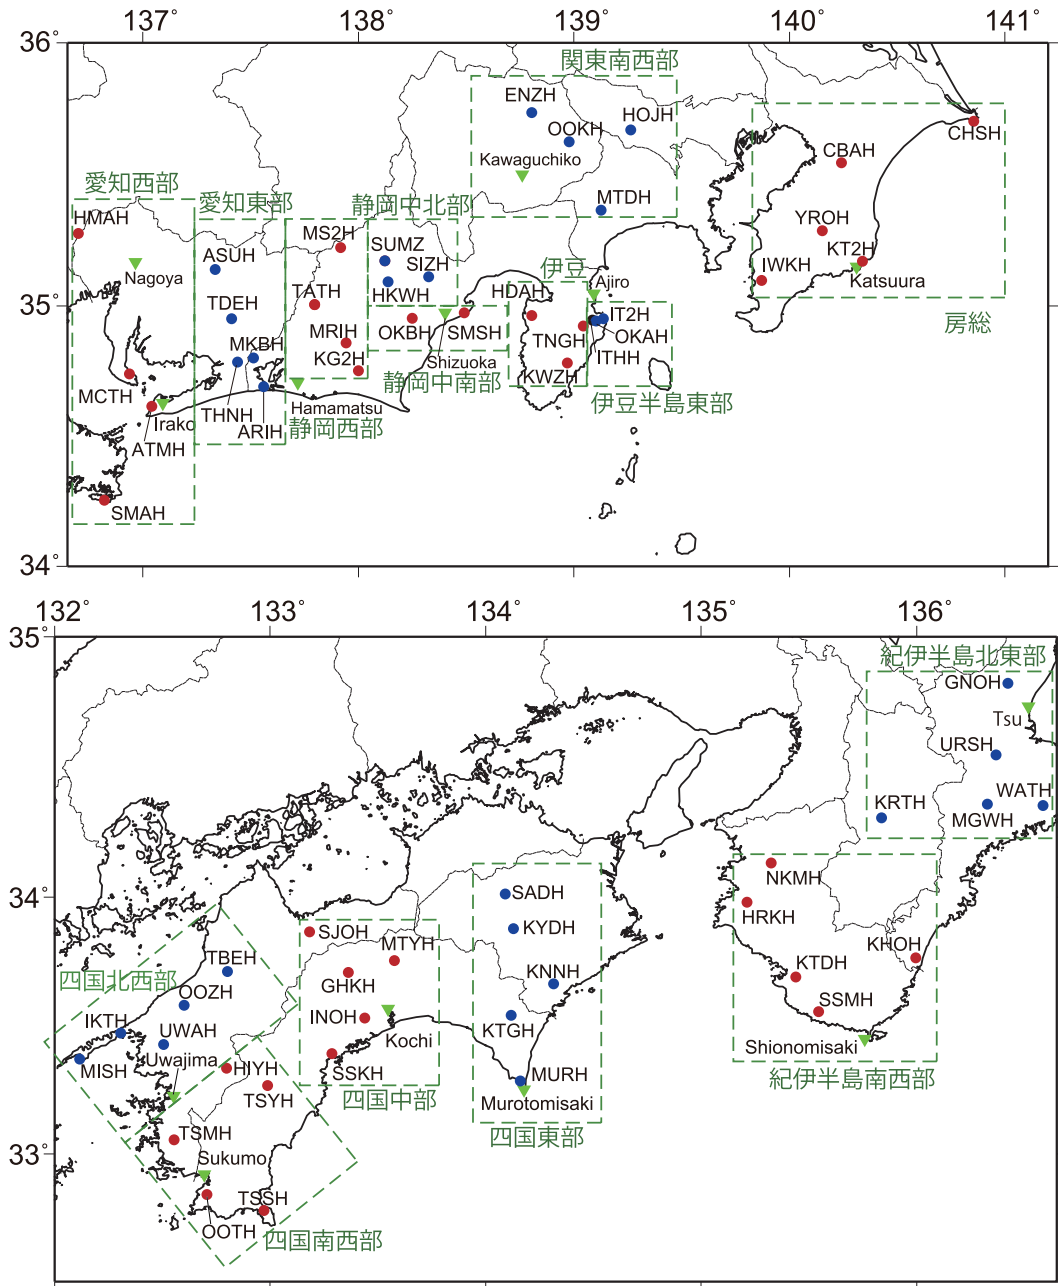 137° 138° 139° 140° 141°
36°
関東南西部
ENZH
HOJH
OOKH
CHSH
CBAH
Kawaguchiko
愛知西部
愛知東部
静岡中北部
MTDH
HMAH
MS2H
YROH
SUMZ
ASUH
KT2H
SIZH
IWKH
伊豆
Nagoya
Ajiro
Katsuura
HDAH
TATH
HKWH
35°
TDEH
IT2H
房総
MRIH
OKBH
SMSH
OKAH
TNGH
MKBH
KG2H
Shizuoka
ITHH
KWZH
静岡中南部
MCTH
Hamamatsu
伊豆半島東部
THNH
Irako
静岡西部
ARIH
ATMH
SMAH
34°
132° 133° 134° 135° 136°
35°
紀伊半島北東部
GNOH
Tsu
URSH
WATH
KRTH
MGWH
NKMH
34°
SADH
HRKH
KYDH
SJOH
MTYH
KHOH
TBEH
KTDH
KNNH
四国北西部
GHKH
OOZH
SSMH
IKTH
INOH
UWAH
KTGH
Kochi
Shionomisaki
Uwajima
MISH
HIYH
SSKH
MURH
紀伊半島南西部
TSYH
四国中部
Murotomisaki
TSMH
四国東部
33°
Sukumo
TSSH
OOTH
四国南西部